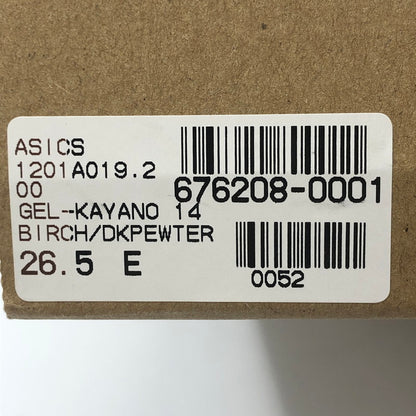 ASICS
1201A019.2
00
676208-0001
GEL-KAYANO 14
BIRCH/DKPEWTER
26.5 E
0052